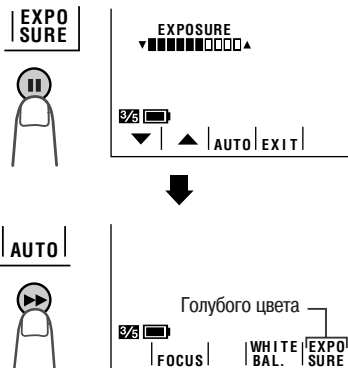 EXPO
SURE
EXPOSURE
3/5
AUTO EXIT
AUTO
Голубого цвета
3/5
FOCUS
WHITE
BAL.
EXPO
SURE